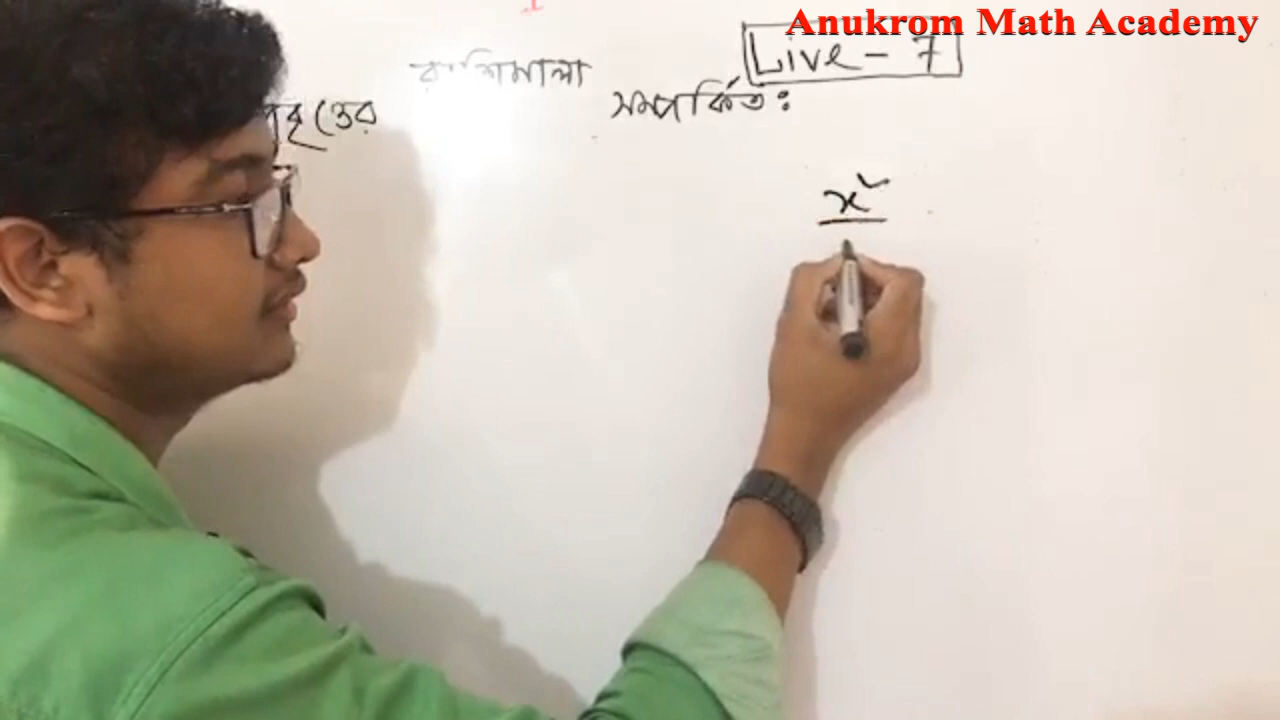 Anukrom Math Academy
Live - 7
রাশিমালা
সম্পর্কিত:
x²